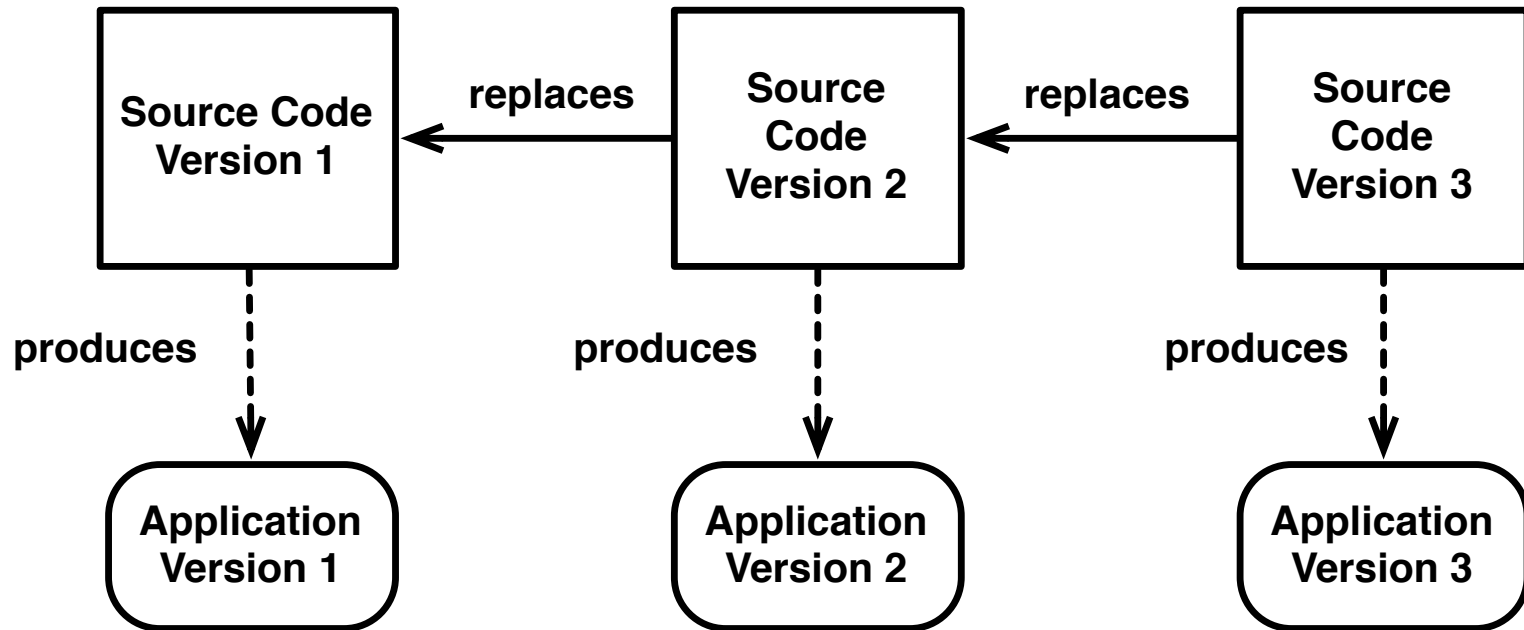 Source Code
Version 1
replaces
Source
Code
Version 2
replaces
Source
Code
Version 3
produces
produces
produces
Application
Version 1
Application
Version 2
Application
Version 3